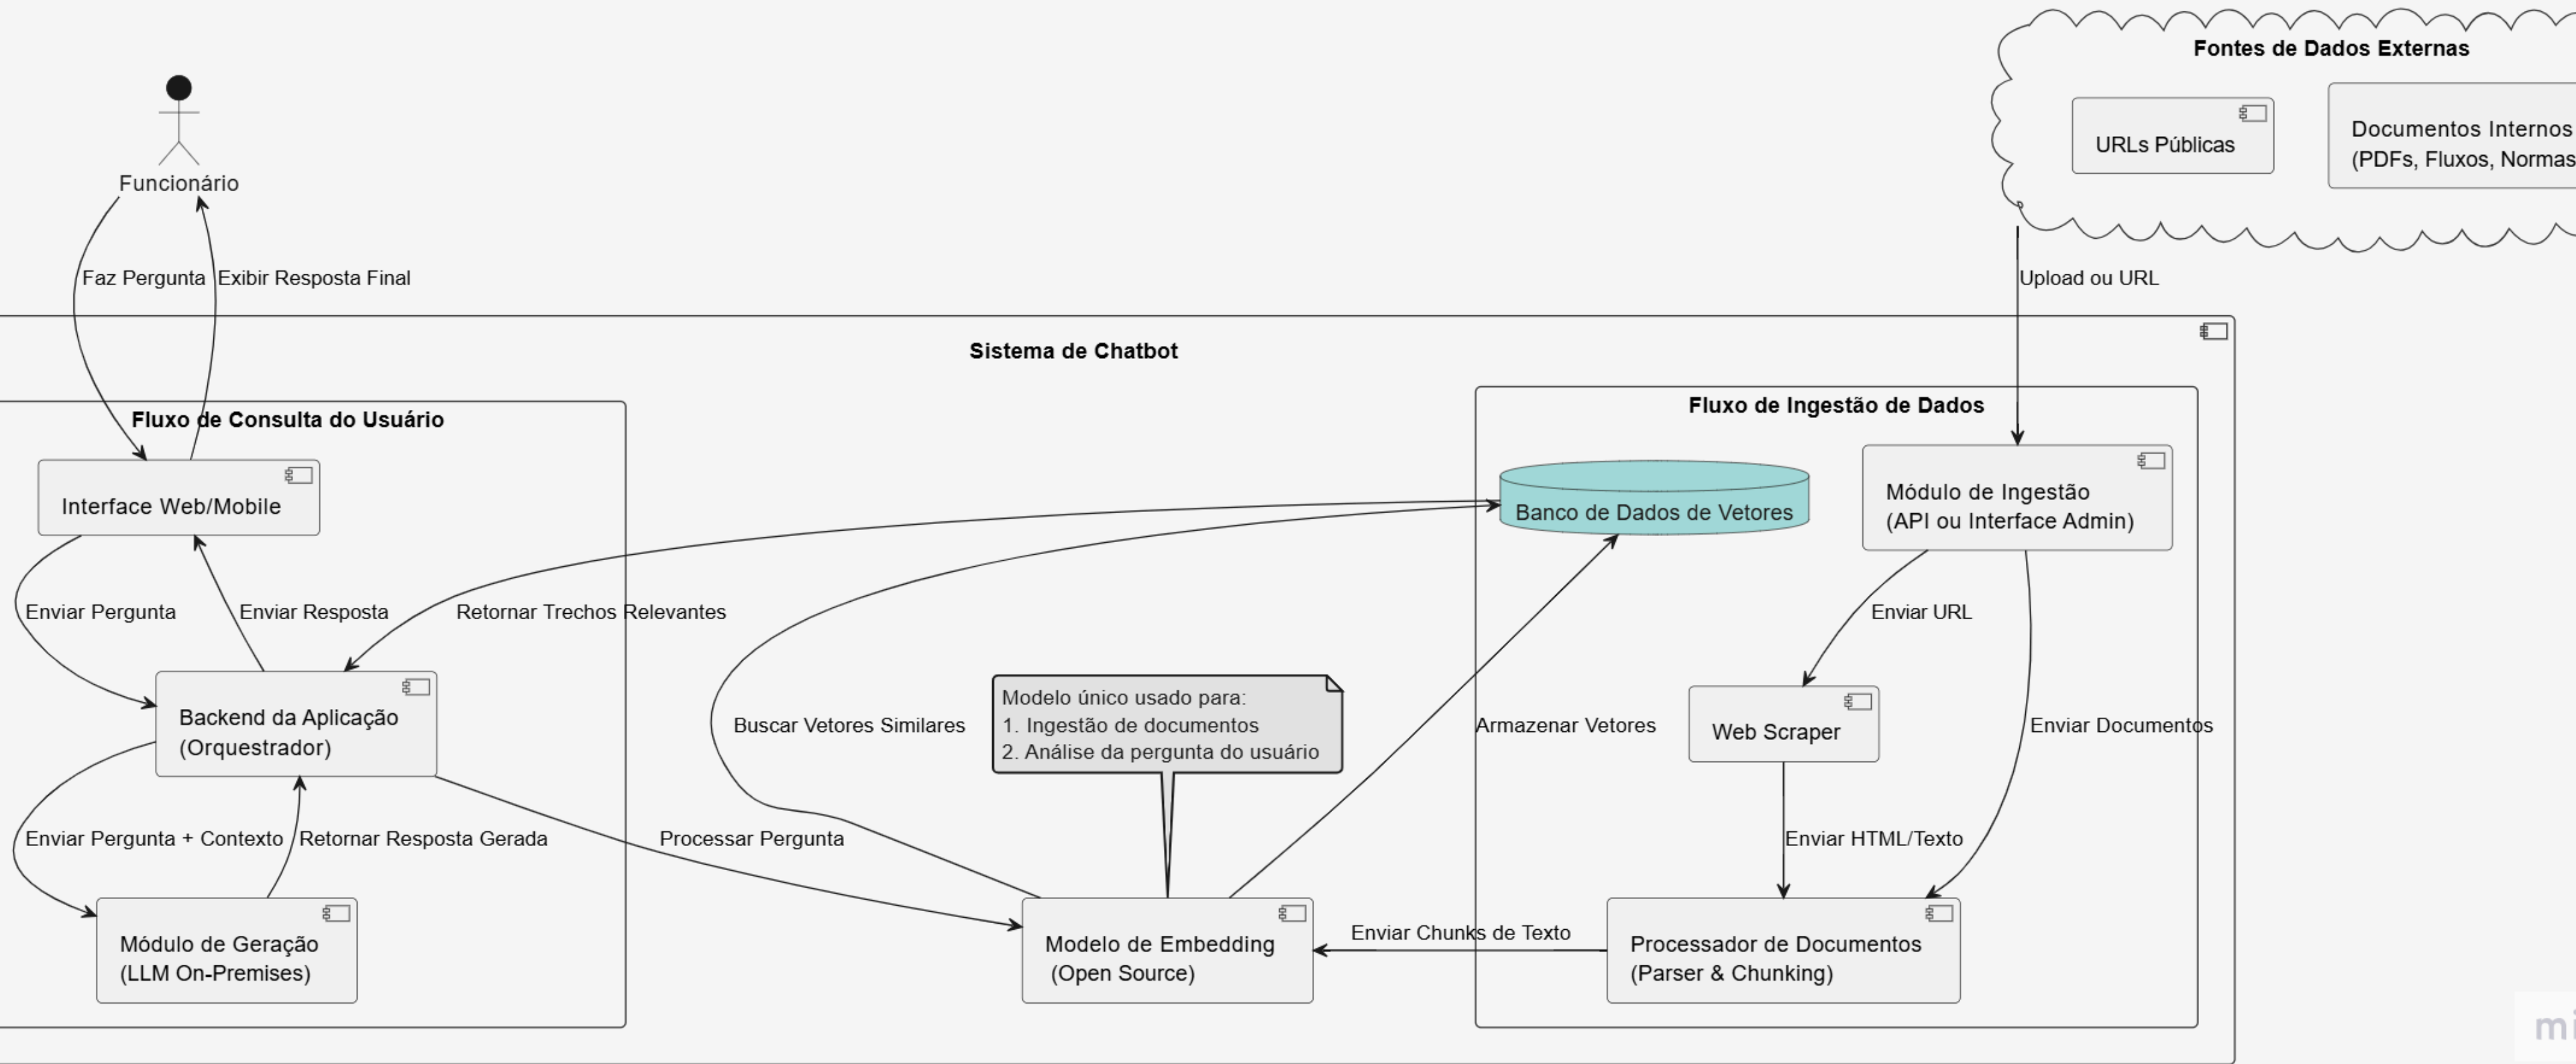 Fontes de Dados Externas
URLs Públicas
Documentos Internos
(PDFs, Fluxos, Normas
Funcionário
Faz Pergunta
Exibir Resposta Final
Upload ou URL
Sistema de Chatbot
Fluxo de Consulta do Usuário
Fluxo de Ingestão de Dados
Interface Web/Mobile
Banco de Dados de Vetores
Módulo de Ingestão
(API ou Interface Admin)
Enviar Pergunta
Enviar Resposta
Retornar Trechos Relevantes
Enviar URL
Backend da Aplicação
(Orquestrador)
Buscar Vetores Similares
Modelo único usado para:
1. Ingestão de documentos
2. Análise da pergunta do usuário
Armazenar Vetores
Web Scraper
Enviar Documentos
Enviar Pergunta + Contexto
Retornar Resposta Gerada
Processar Pergunta
Enviar HTML/Texto
Módulo de Geração
(LLM On-Premises)
Modelo de Embedding
(Open Source)
Enviar Chunks de Texto
Processador de Documentos
(Parser & Chunking)